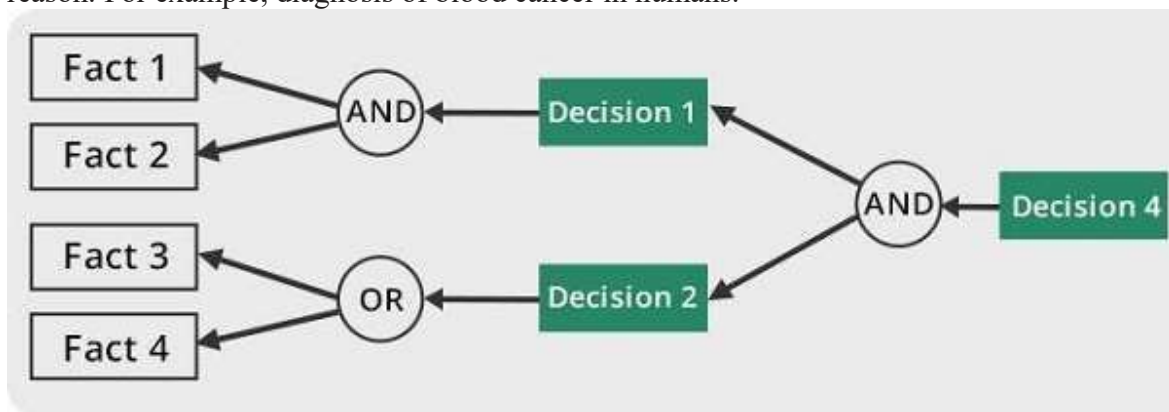 reason. For example, diagnosis of blood cancer in humans.
Fact 1
Fact 2
AND
Decision 1
Fact 3
Fact 4
OR
Decision 2
AND
Decision 4